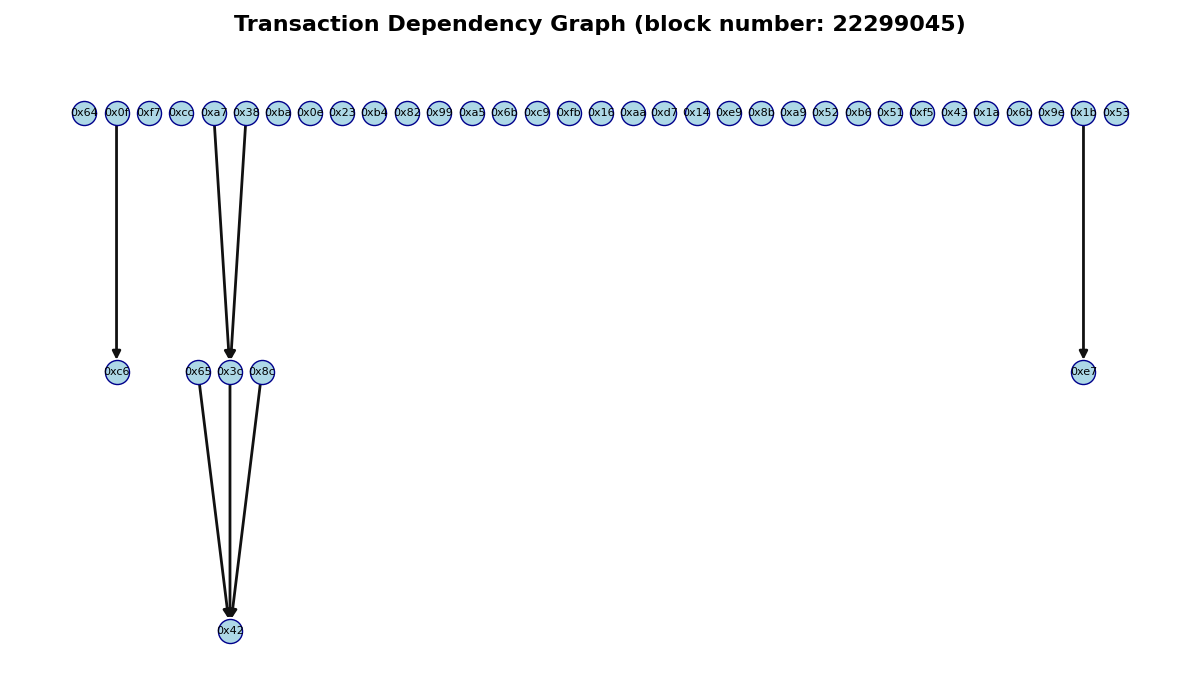 Transaction Dependency Graph (block number: 22299045)
0x64 0x0f 0xf7 0xcc 0xa7 0x38 0xba 0x0e 0x23 0xb4 0x82 0x99 0xa5 0x6b 0xc9 0xfb 0x16 0xaa 0xd7 0x14 0xe9 0x8b 0xa9 0x52 0xb6 0x51 0xf5 0x43 0x1a 0x6b 0x9e 0x1b 0x53
0xc6 0x65 0x3c 0x8c 0xe7
0x42